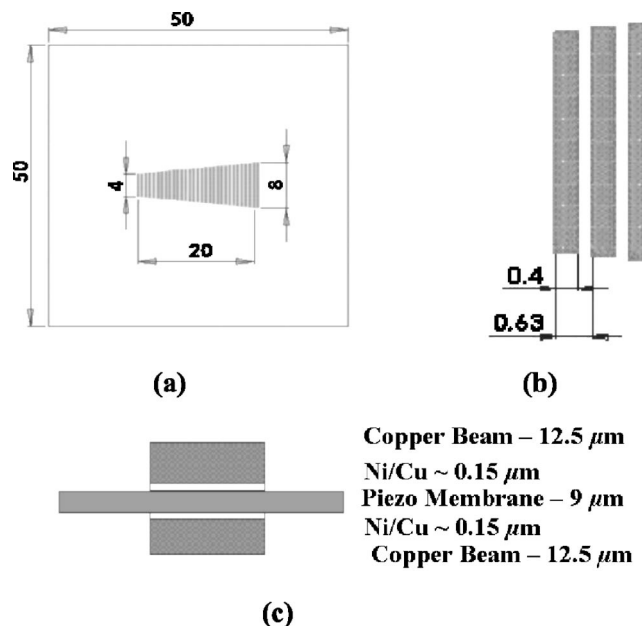 50
50
4
8
20
(a)
0.4
0.63
(b)
Copper Beam – 12.5 μm
Ni/Cu ~ 0.15 μm
Piezo Membrane – 9 μm
Ni/Cu ~ 0.15 μm
Copper Beam – 12.5 μm
(c)